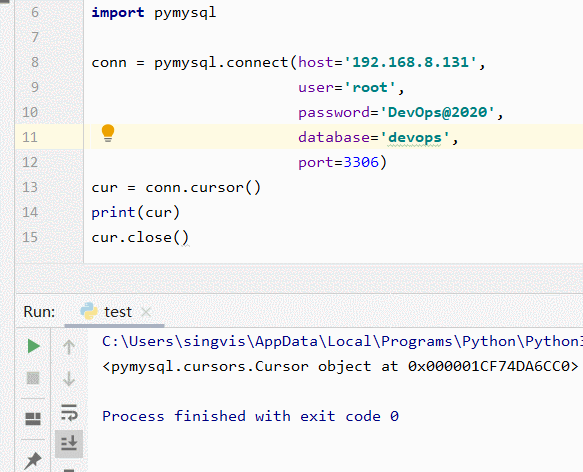 6 import pymysql
7
8 conn = pymysql.connect(host='192.168.8.131',
9 user='root',
10 password='DevOps@2020',
11 database='devops',
12 port=3306)
13 cur = conn.cursor()
14 print(cur)
15 cur.close()
Run: test
C:\Users\singvis\AppData\Local\Programs\Python\Python3
<pymysql.cursors.Cursor object at 0x000001CF74DA6CC0>
Process finished with exit code 0